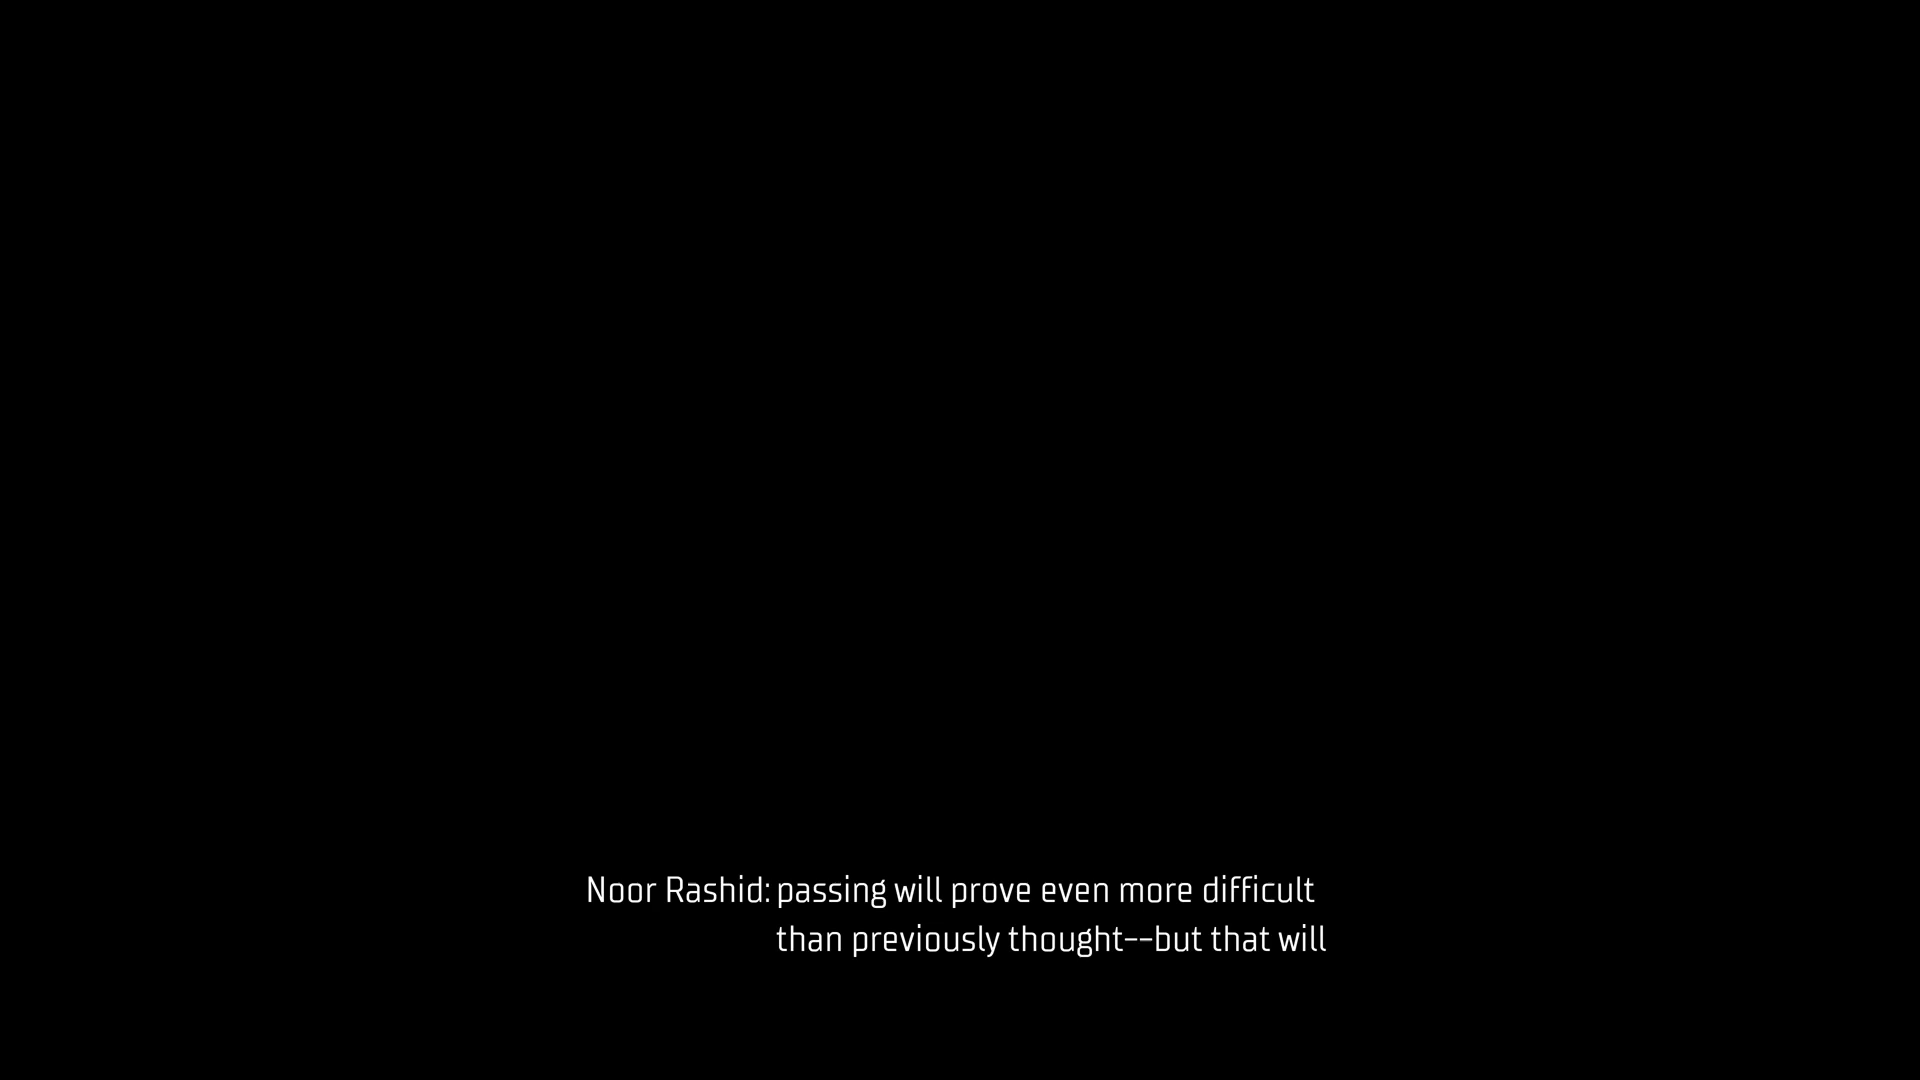 Noor Rashid: passing will prove even more difficult
than previously thought--but that will